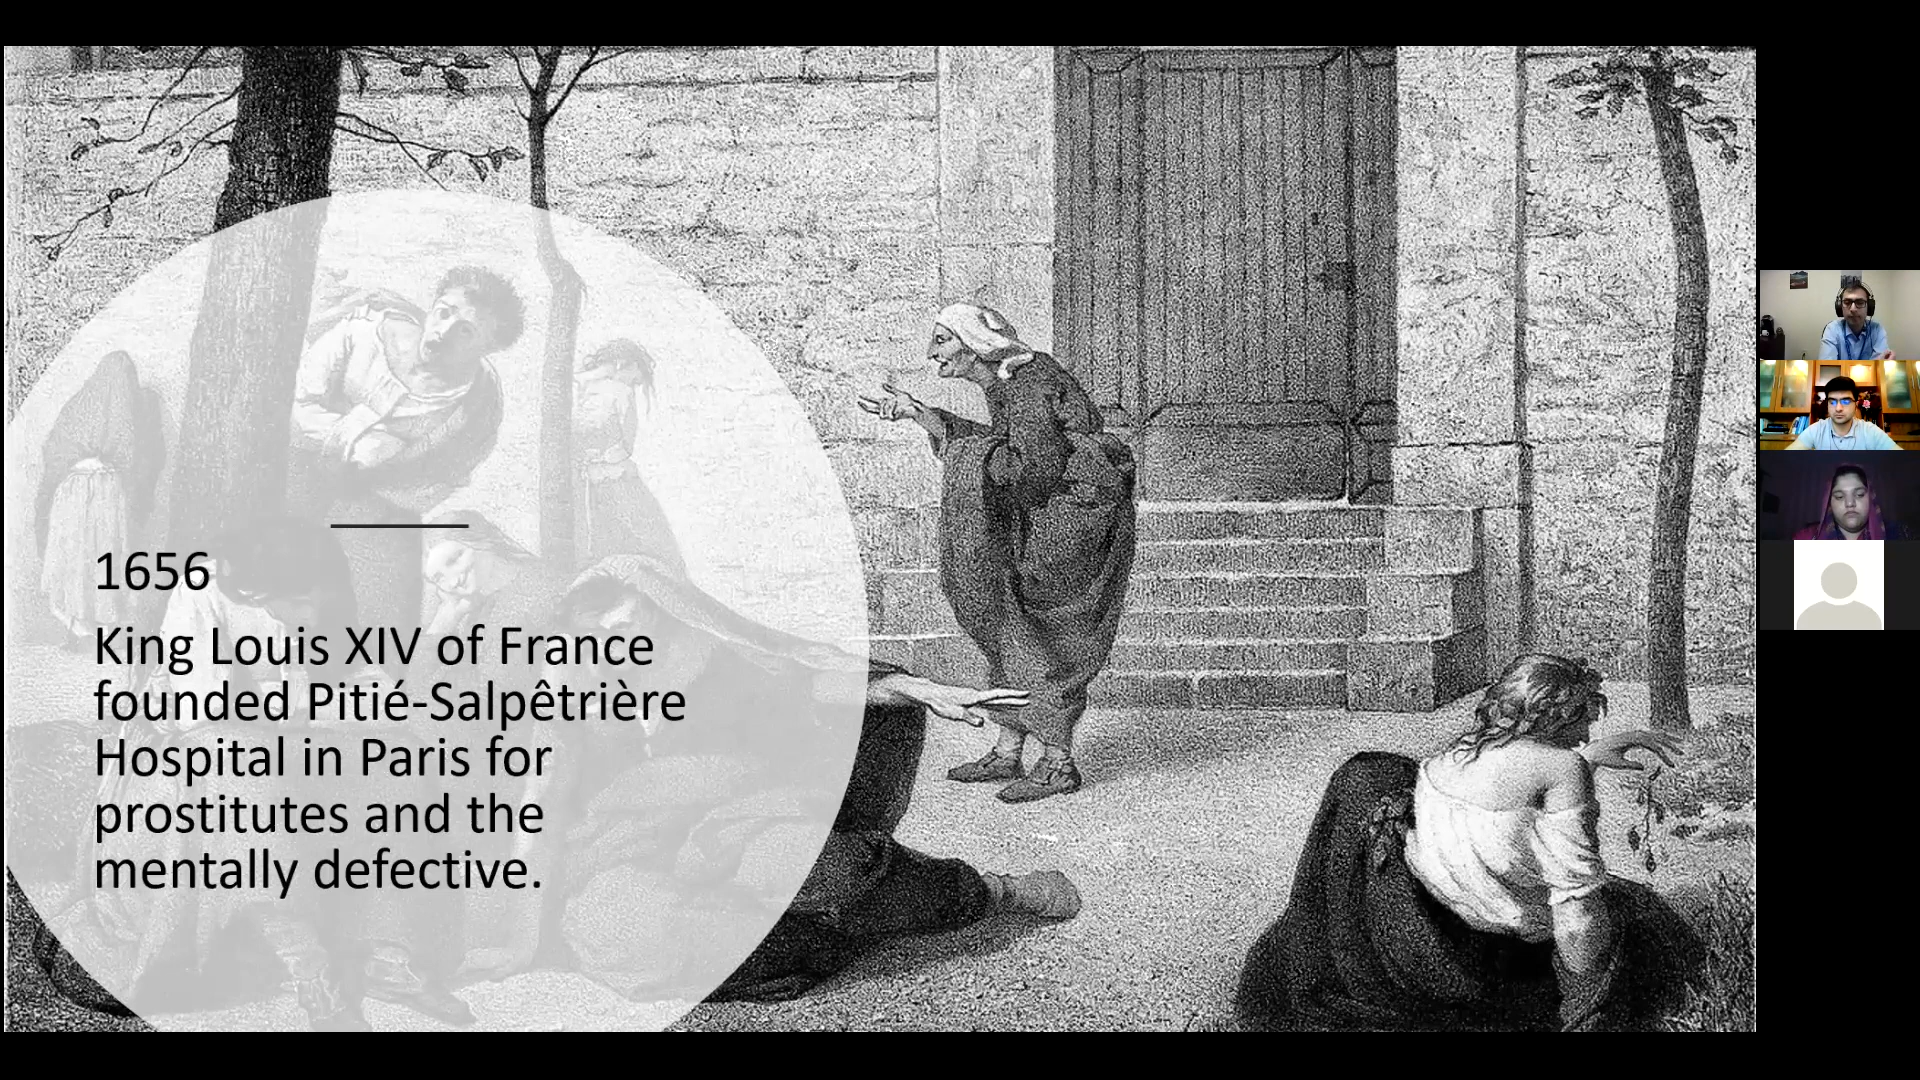 1656
King Louis XIV of France
founded Pitié-Salpêtrière
Hospital in Paris for
prostitutes and the
mentally defective.